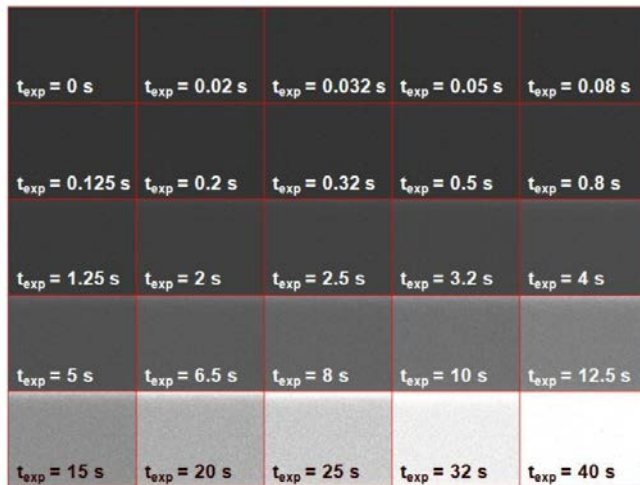 t_exp = 0 s t_exp = 0.02 s t_exp = 0.032 s t_exp = 0.05 s t_exp = 0.08 s
t_exp = 0.125 s t_exp = 0.2 s t_exp = 0.32 s t_exp = 0.5 s t_exp = 0.8 s
t_exp = 1.25 s t_exp = 2 s t_exp = 2.5 s t_exp = 3.2 s t_exp = 4 s
t_exp = 5 s t_exp = 6.5 s t_exp = 8 s t_exp = 10 s t_exp = 12.5 s
t_exp = 15 s t_exp = 20 s t_exp = 25 s t_exp = 32 s t_exp = 40 s